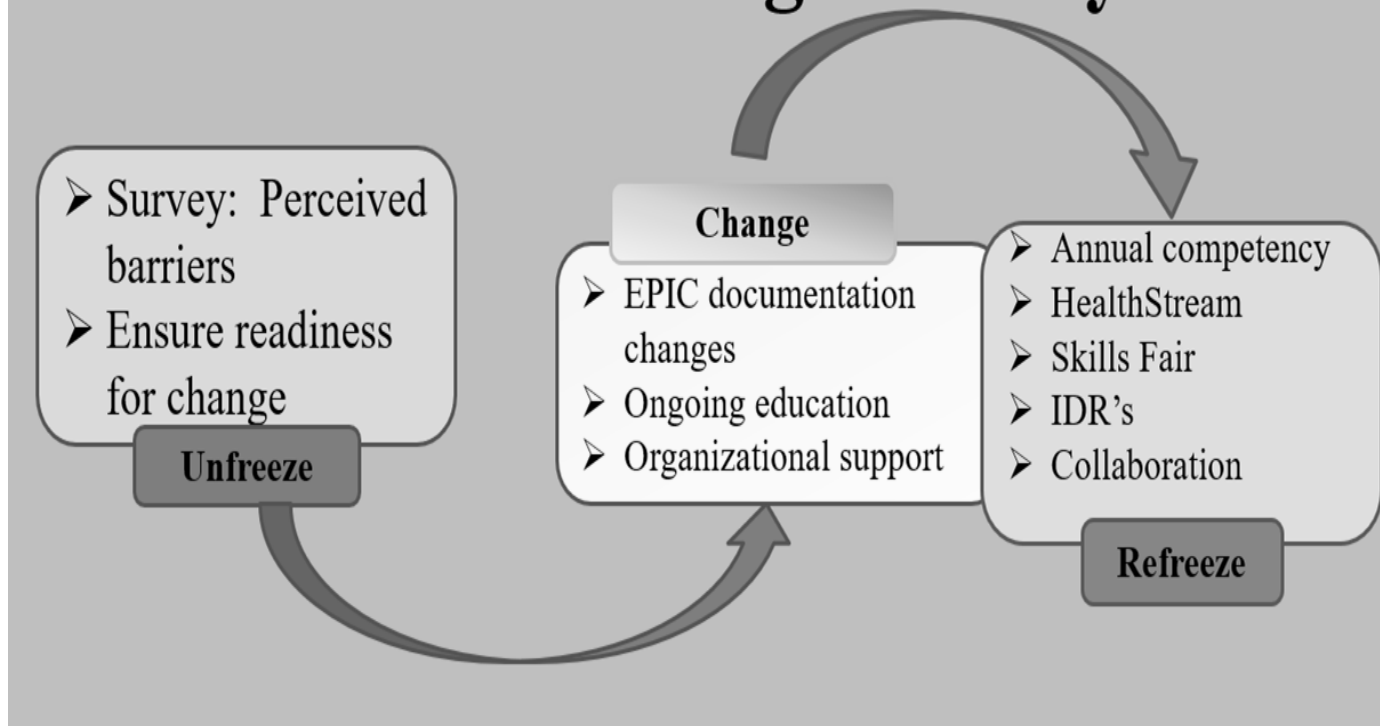 ➢ Survey:  Perceived
barriers
➢ Ensure readiness
for change
Unfreeze
Change
➢ EPIC documentation
changes
➢ Ongoing education
➢ Organizational support
➢ Annual competency
➢ HealthStream
➢ Skills Fair
➢ IDR’s
➢ Collaboration
Refreeze